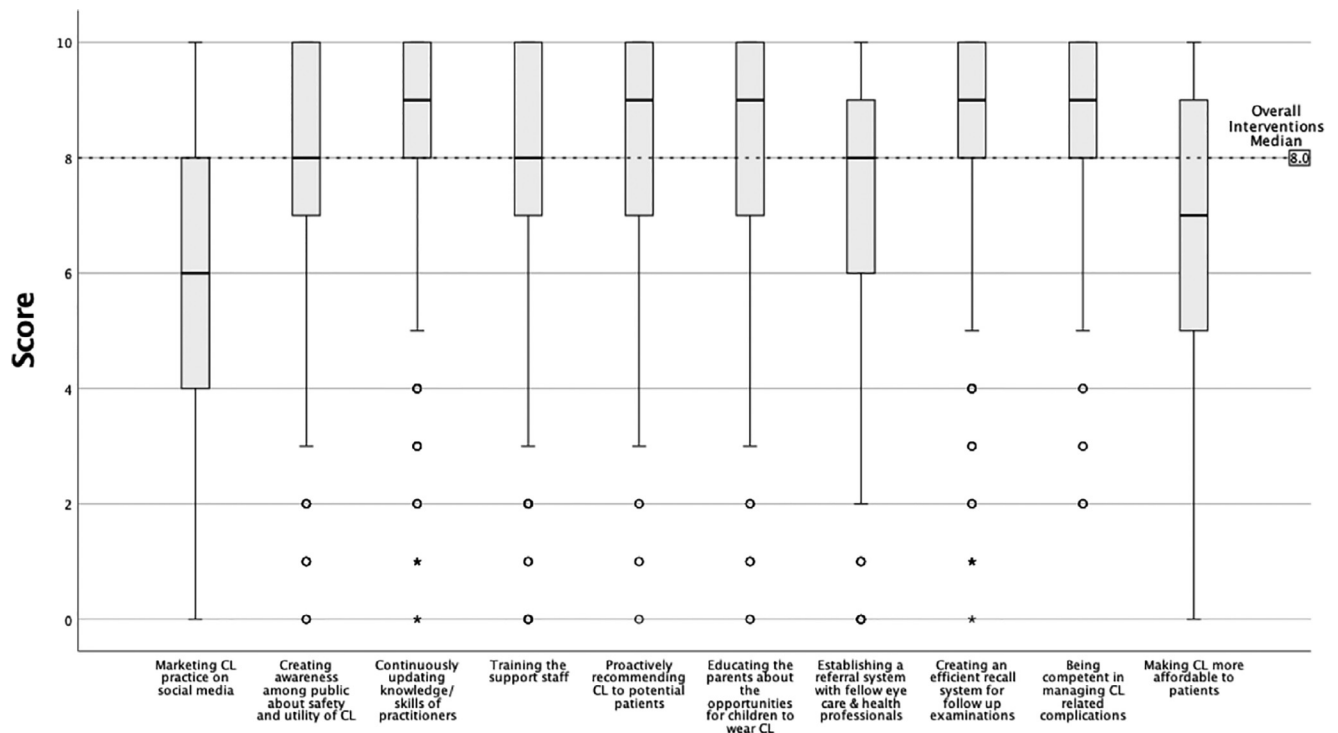 10
8
6
4
2
0
Score
Overall
Interventions
Median
8.0
Marketing CL
practice on
social media
Creating
awareness
among public
about safety
and utility of CL
Continuously
updating
knowledge/
skills of
practitioners
Training the
support staff
Proactively
recommending
CL to potential
patients
Educating the
parents about
the
opportunities
for children to
wear CL
Establishing a
referral system
with fellow eye
care & health
professionals
Creating an
efficient recall
system for
follow up
examinations
Being
competent in
managing CL
related
complications
Making CL more
affordable to
patients